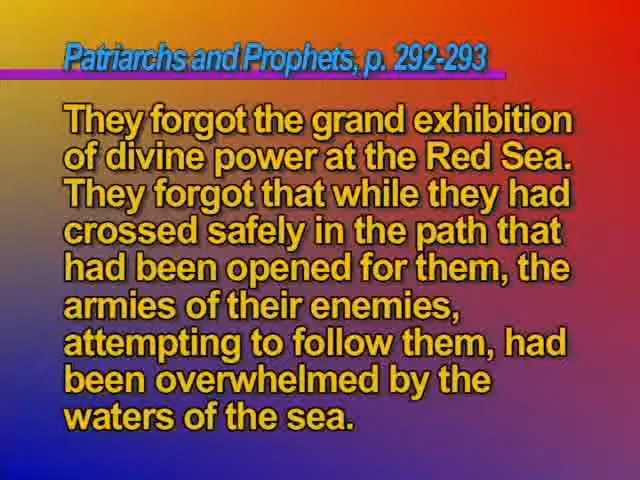 Patriarchs and Prophets, p. 292-293
They forgot the grand exhibition
of divine power at the Red Sea.
They forgot that while they had
crossed safely in the path that
had been opened for them, the
armies of their enemies,
attempting to follow them, had
been overwhelmed by the
waters of the sea.